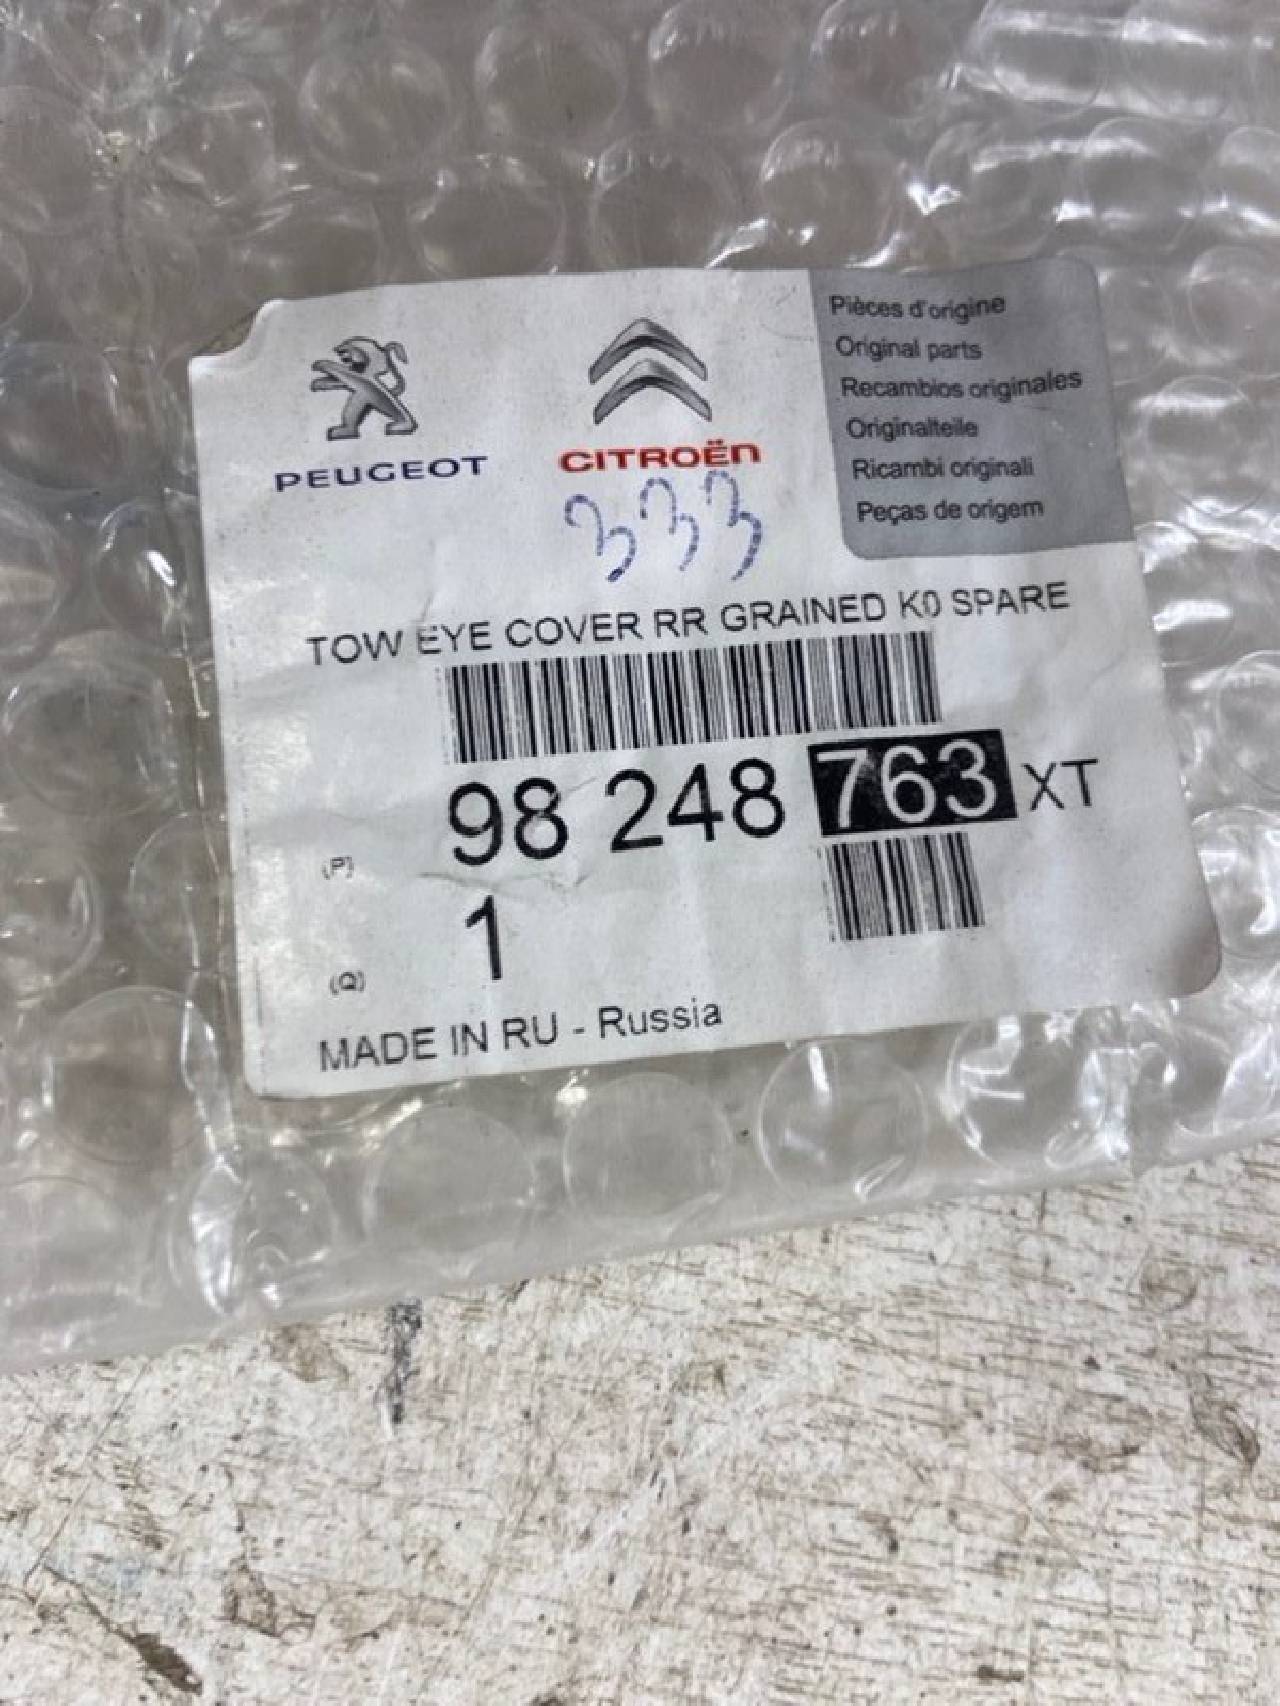 PEUGEOT
CITROËN
Pièces d'origine
Original parts
Recambios originales
Originalteile
Ricambi originali
Peças de origem
333
TOW EYE COVER RR GRAINED K0 SPARE
98 248 763 XT
(P)
1
(Q)
MADE IN RU - Russia